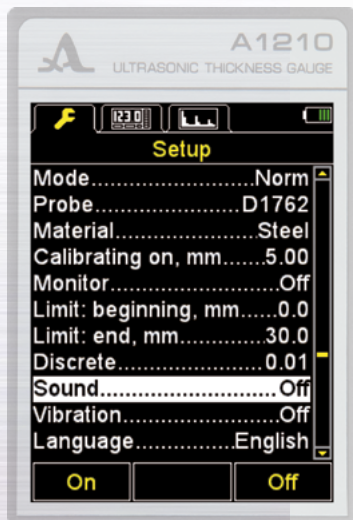 A1210
ULTRASONIC THICKNESS GAUGE
123.0
Setup
Mode..........................Norm
Probe........................D1762
Material.......................Steel
Calibrating on, mm.......5.00
Monitor..........................Off
Limit: beginning, mm......0.0
Limit: end, mm.............30.0
Discrete......................0.01
Sound............................Off
Vibration.........................Off
Language...............English
On Off